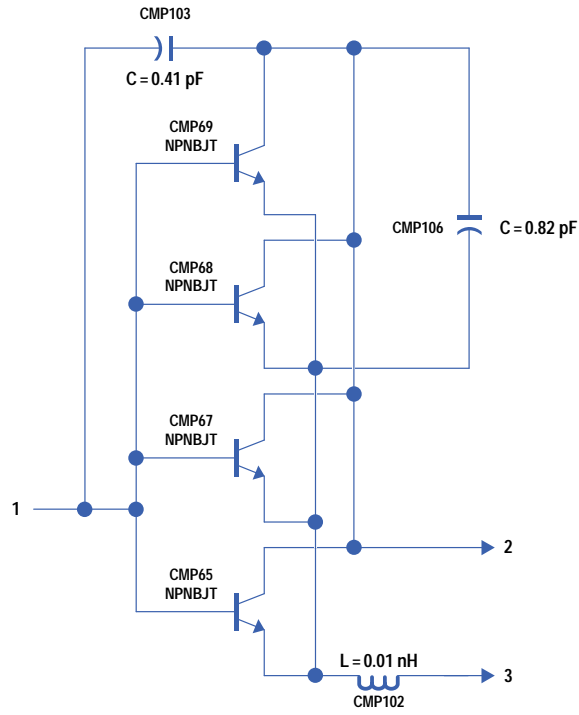 CMP103
C = 0.41 pF
CMP69
NPNBJT
CMP106
C = 0.82 pF
CMP68
NPNBJT
CMP67
NPNBJT
1
2
CMP65
NPNBJT
L = 0.01 nH
3
CMP102